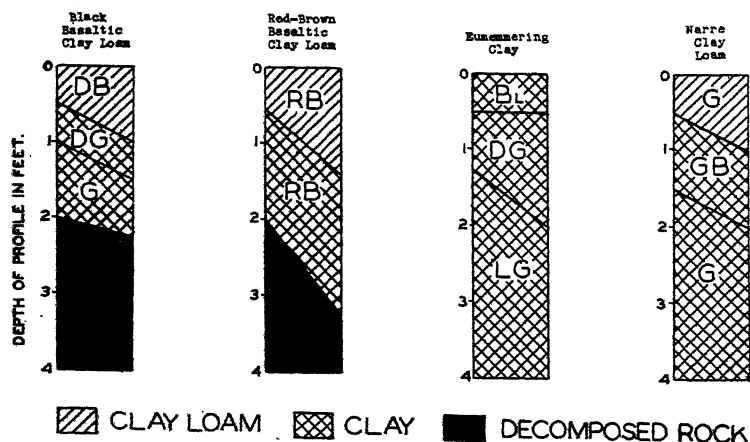 Black
Basaltic
Clay Loam
Red-Brown
Basaltic
Clay Loam
Eumemmering
Clay
Narre
Clay
Loam
DEPTH OF PROFILE IN FEET.
0
1
2
3
4
DB
DG
G
0
1
2
3
4
RB
RB
0
1
2
3
4
BL
DG
LG
0
1
2
3
4
G
GB
G
CLAY LOAM
CLAY
DECOMPOSED ROCK